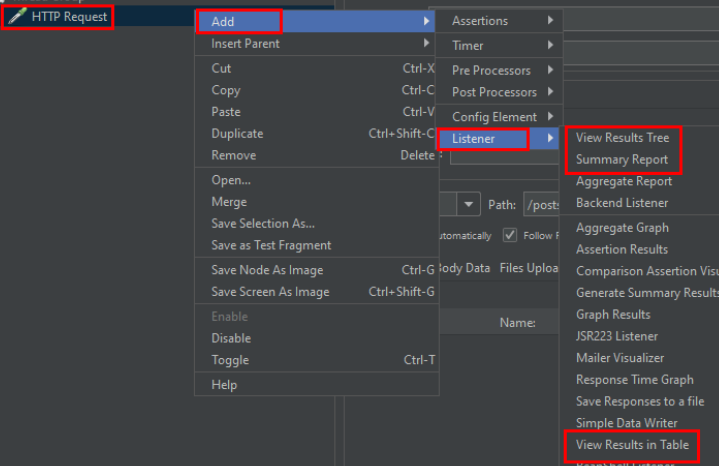 HTTP Request
Add
Insert Parent
Cut Ctrl-X
Copy Ctrl-C
Paste Ctrl-V
Duplicate Ctrl+Shift-C
Remove Delete
Open...
Merge
Save Selection As...
Save as Test Fragment
Save Node As Image Ctrl-G
Save Screen As Image Ctrl+Shift-G
Enable
Disable
Toggle Ctrl-T
Help
Assertions
Timer
Pre Processors
Post Processors
Config Element
Listener
Path: /posts
utomatically Follow
Body Data Files Uploa
Name:
View Results Tree
Summary Report
Aggregate Report
Backend Listener
Aggregate Graph
Assertion Results
Comparison Assertion Visu
Generate Summary Results
Graph Results
JSR223 Listener
Mailer Visualizer
Response Time Graph
Save Responses to a file
Simple Data Writer
View Results in Table